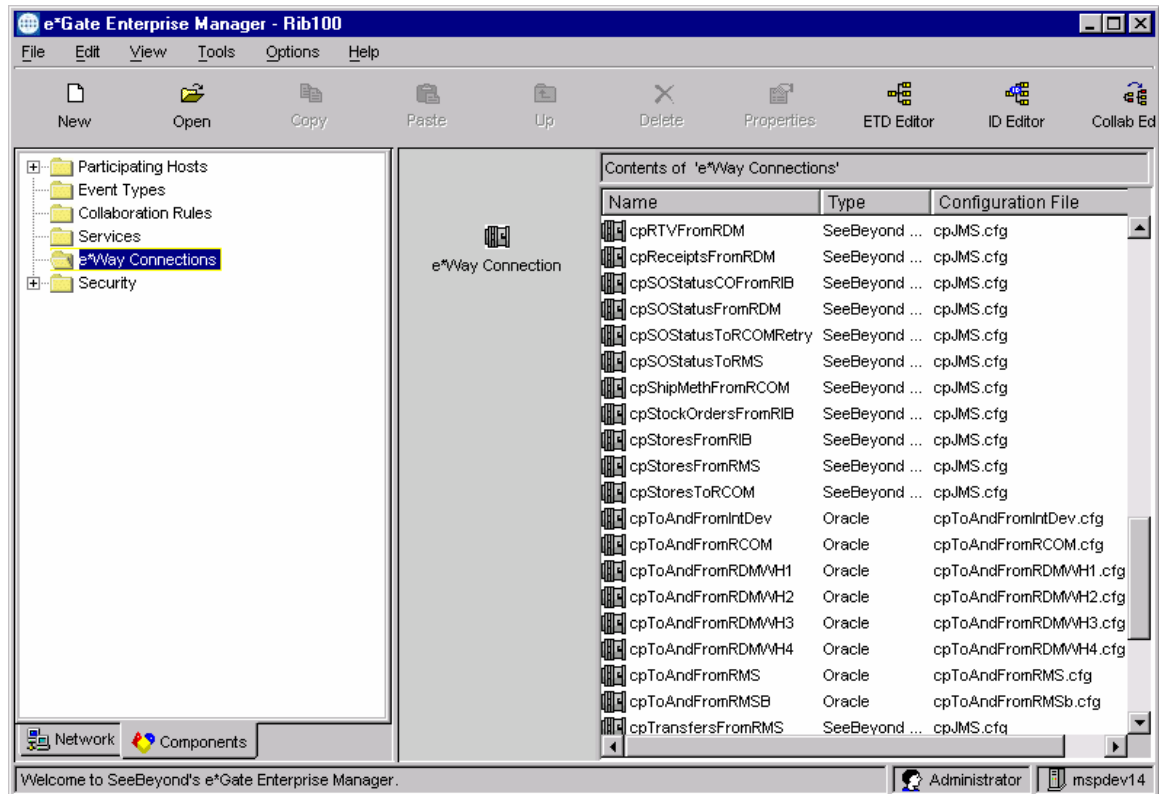 e*Gate Enterprise Manager - Rib100
File Edit View Tools Options Help
New Open Copy Paste Up Delete Properties ETD Editor ID Editor Collab Ed
Participating Hosts
Event Types
Collaboration Rules
Services
e*Way Connections
Security
e*Way Connection
Contents of 'e*Way Connections'
Name Type Configuration File
cpRTVFromRDM SeeBeyond ... cpJMS.cfg
cpReceiptsFromRDM SeeBeyond ... cpJMS.cfg
cpSOStatusCOFromRIB SeeBeyond ... cpJMS.cfg
cpSOStatusFromRDM SeeBeyond ... cpJMS.cfg
cpSOStatusToRCOMRetry SeeBeyond ... cpJMS.cfg
cpSOStatusToRMS SeeBeyond ... cpJMS.cfg
cpShipMethFromRCOM SeeBeyond ... cpJMS.cfg
cpStockOrdersFromRIB SeeBeyond ... cpJMS.cfg
cpStoresFromRIB SeeBeyond ... cpJMS.cfg
cpStoresFromRMS SeeBeyond ... cpJMS.cfg
cpStoresToRCOM SeeBeyond ... cpJMS.cfg
cpToAndFromIntDev Oracle cpToAndFromIntDev.cfg
cpToAndFromRCOM Oracle cpToAndFromRCOM.cfg
cpToAndFromRDMWH1 Oracle cpToAndFromRDMWH1.cfg
cpToAndFromRDMWH2 Oracle cpToAndFromRDMWH2.cfg
cpToAndFromRDMWH3 Oracle cpToAndFromRDMWH3.cfg
cpToAndFromRDMWH4 Oracle cpToAndFromRDMWH4.cfg
cpToAndFromRMS Oracle cpToAndFromRMS.cfg
cpToAndFromRMSB Oracle cpToAndFromRMSb.cfg
cpTransfersFromRMS SeeBeyond ... cpJMS.cfg
Network Components
Welcome to SeeBeyond's e*Gate Enterprise Manager. Administrator mspdev14